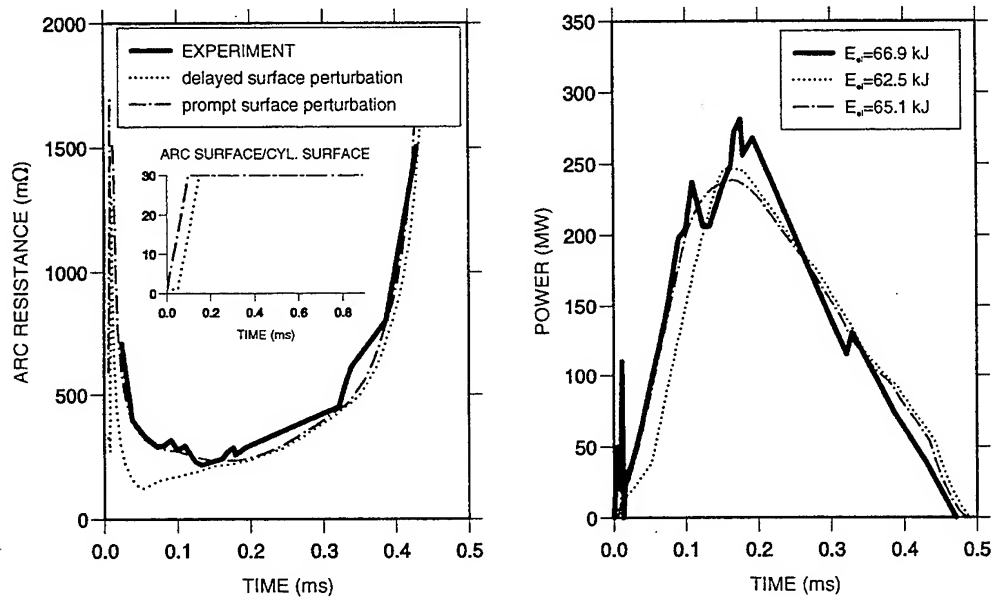 2000
1500
1000
500
0
ARC RESISTANCE (mΩ)
EXPERIMENT
delayed surface perturbation
prompt surface perturbation
ARC SURFACE/CYL. SURFACE
30
20
10
0
0.0 0.2 0.4 0.6 0.8
TIME (ms)
0.0 0.1 0.2 0.3 0.4 0.5
TIME (ms)
350
300
250
200
150
100
50
0
POWER (MW)
E_el=66.9 kJ
E_el=62.5 kJ
E_el=65.1 kJ
0.0 0.1 0.2 0.3 0.4 0.5
TIME (ms)